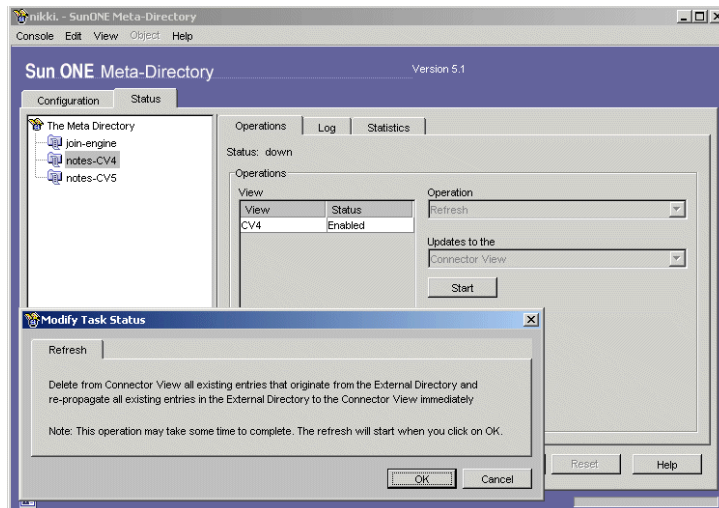 nikki. - SunONE Meta-Directory
Console Edit View Object Help
Sun ONE Meta-Directory
Version 5.1
Configuration Status
The Meta Directory
join-engine
notes-CV4
notes-CV5
Operations Log Statistics
Status: down
Operations
View
View Status
CV4 Enabled
Operation
Refresh
Updates to the
Connector View
Start
Modify Task Status
Refresh
Delete from Connector View all existing entries that originate from the External Directory and
re-propagate all existing entries in the External Directory to the Connector View immediately
Note: This operation may take some time to complete. The refresh will start when you click on OK.
OK Cancel
Reset Help